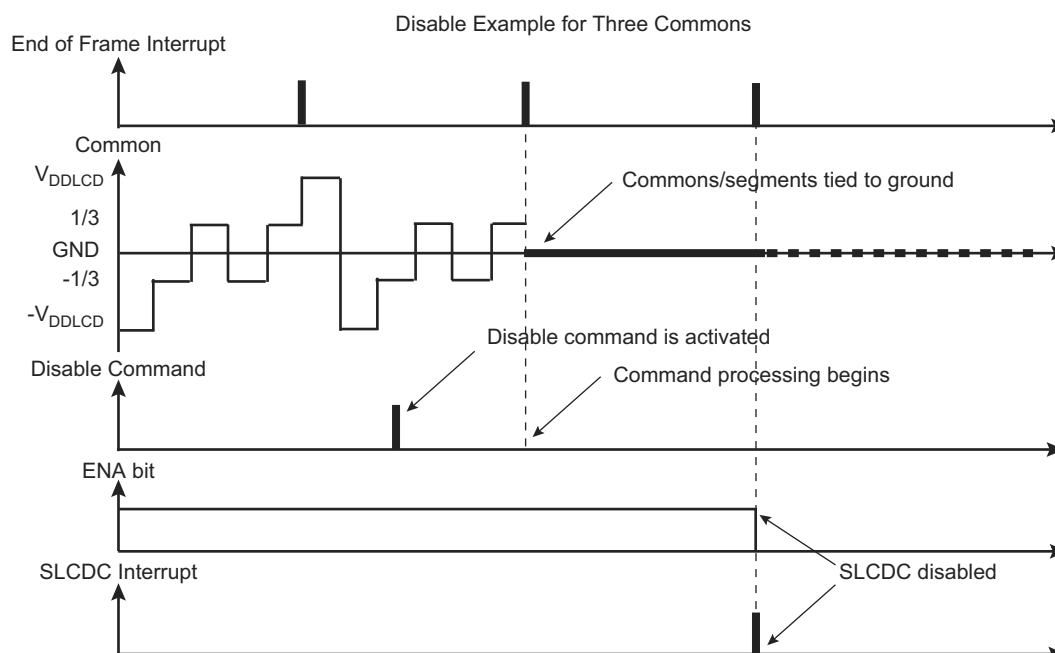 Disable Example for Three Commons
End of Frame Interrupt
Common
VDDLCD
Commons/segments tied to ground
1/3
GND
-1/3
-VDDLCD
Disable command is activated
Disable Command
Command processing begins
ENA bit
SLCDC Interrupt
SLCDC disabled